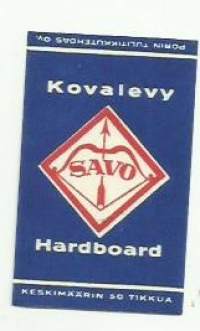 PORIN TULITIKKUTEHDAS OY.
Kovalevy
SAVO
Hardboard
KESKIMÄÄRIN 50 TIKKUA